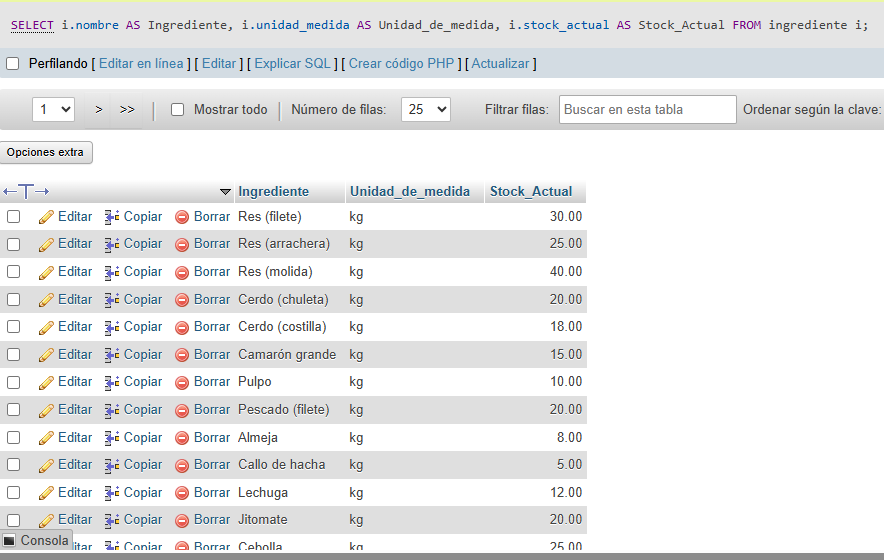 SELECT i.nombre AS Ingrediente, i.unidad_medida AS Unidad_de_medida, i.stock_actual AS Stock_Actual FROM ingrediente i;
Perfilando [ Editar en línea ] [ Editar ] [ Explicar SQL ] [ Crear código PHP ] [ Actualizar ]
1 > >> | Mostrar todo | Número de filas: 25 Filtrar filas: Buscar en esta tabla Ordenar según la clave:
Opciones extra
←T→ Ingrediente Unidad_de_medida Stock_Actual
Editar Copiar Borrar Res (filete) kg 30.00
Editar Copiar Borrar Res (arrachera) kg 25.00
Editar Copiar Borrar Res (molida) kg 40.00
Editar Copiar Borrar Cerdo (chuleta) kg 20.00
Editar Copiar Borrar Cerdo (costilla) kg 18.00
Editar Copiar Borrar Camarón grande kg 15.00
Editar Copiar Borrar Pulpo kg 10.00
Editar Copiar Borrar Pescado (filete) kg 20.00
Editar Copiar Borrar Almeja kg 8.00
Editar Copiar Borrar Callo de hacha kg 5.00
Editar Copiar Borrar Lechuga kg 12.00
Editar Copiar Borrar Jitomate kg 20.00
Consola Copiar Borrar Cebolla kg 25.00